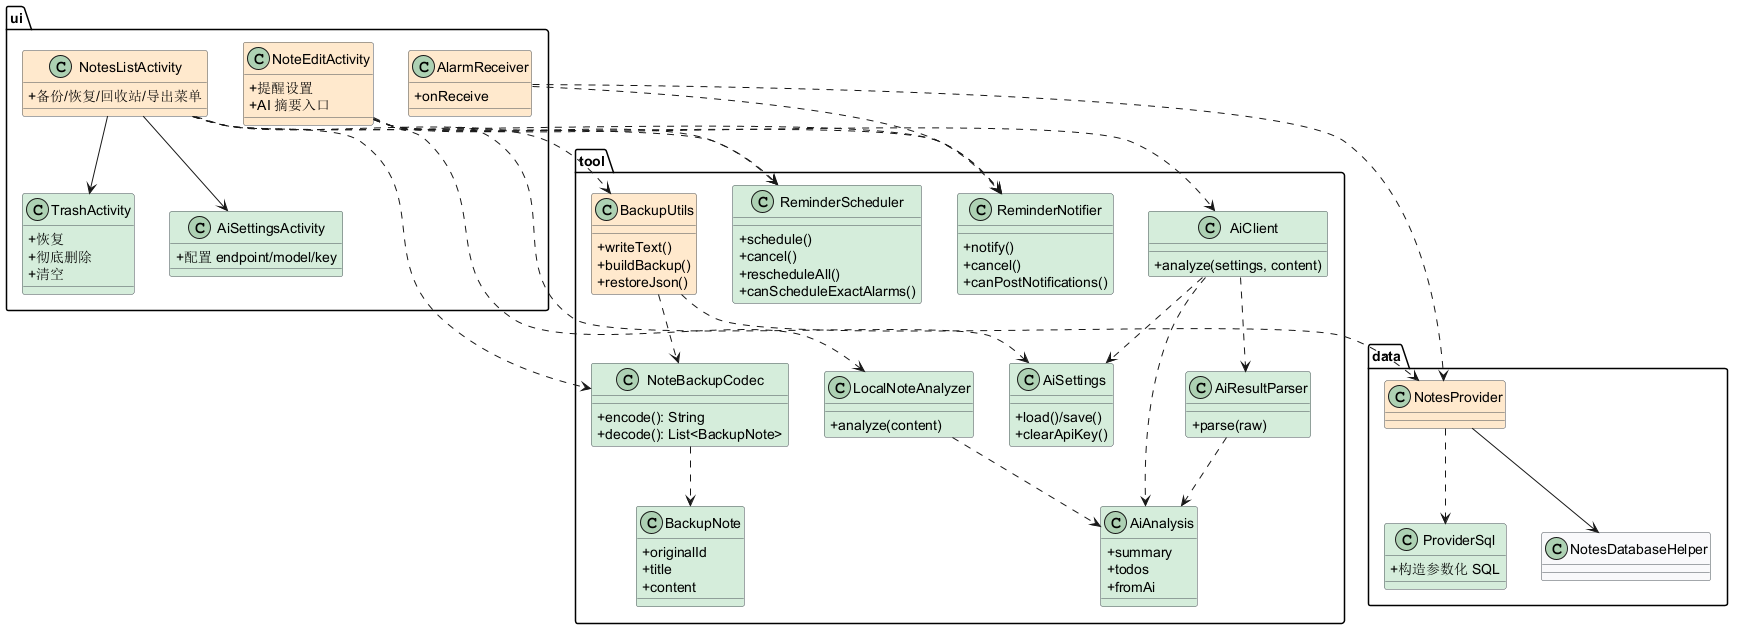 ui
C NotesListActivity
+备份/恢复/回收站/导出菜单
C NoteEditActivity
+提醒设置
+AI 摘要入口
C AlarmReceiver
+onReceive
C TrashActivity
+恢复
+彻底删除
+清空
C AiSettingsActivity
+配置 endpoint/model/key
tool
C BackupUtils
+writeText()
+buildBackup()
+restoreJson()
C ReminderScheduler
+schedule()
+cancel()
+rescheduleAll()
+canScheduleExactAlarms()
C ReminderNotifier
+notify()
+cancel()
+canPostNotifications()
C AiClient
+analyze(settings, content)
C NoteBackupCodec
+encode(): String
+decode(): List<BackupNote>
C LocalNoteAnalyzer
+analyze(content)
C AiSettings
+load()/save()
+clearApiKey()
C AiResultParser
+parse(raw)
C BackupNote
+originalId
+title
+content
C AiAnalysis
+summary
+todos
+fromAi
data
C NotesProvider
C ProviderSql
+构造参数化 SQL
C NotesDatabaseHelper